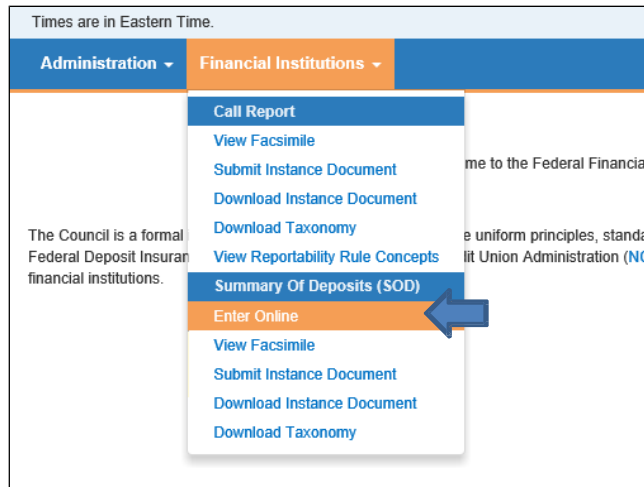 Times are in Eastern Time.
Administration Financial Institutions
Call Report
View Facsimile
me to the Federal Financia
Submit Instance Document
Download Instance Document
Download Taxonomy
The Council is a formal e uniform principles, standa
View Reportability Rule Concepts
Federal Deposit Insuran lit Union Administration (NC
financial institutions.
Summary Of Deposits (SOD)
Enter Online
View Facsimile
Submit Instance Document
Download Instance Document
Download Taxonomy